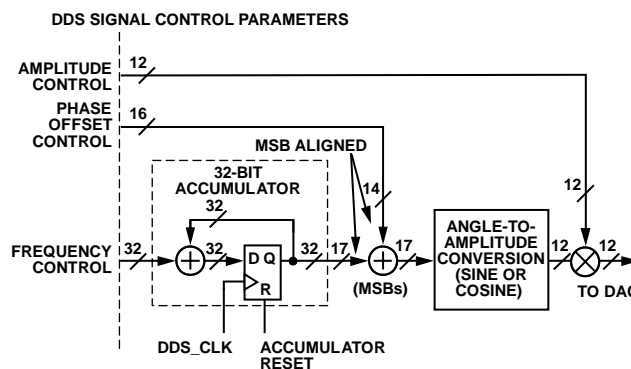 DDS SIGNAL CONTROL PARAMETERS
AMPLITUDE
CONTROL
12
PHASE
OFFSET
CONTROL
16
MSB ALIGNED
32-BIT
ACCUMULATOR
14
12
32
FREQUENCY
CONTROL
32
32
D Q
R
32
17
(MSBs)
17
ANGLE-TO-
AMPLITUDE
CONVERSION
(SINE OR
COSINE)
12
12
TO DAC
DDS_CLK
ACCUMULATOR
RESET